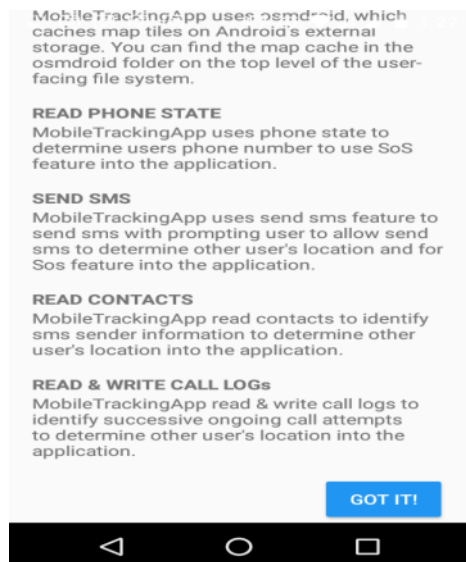 MobileTrackingApp uses osmdroid, which
caches map tiles on Android's external
storage. You can find the map cache in the
osmdroid folder on the top level of the user-
facing file system.
READ PHONE STATE
MobileTrackingApp uses phone state to
determine users phone number to use SoS
feature into the application.
SEND SMS
MobileTrackingApp uses send sms feature to
send sms with prompting user to allow send
sms to determine other user's location and for
Sos feature into the application.
READ CONTACTS
MobileTrackingApp read contacts to identify
sms sender information to determine other
user's location into the application.
READ & WRITE CALL LOGs
MobileTrackingApp read & write call logs to
identify successive ongoing call attempts
to determine other user's location into the
application.
GOT IT!